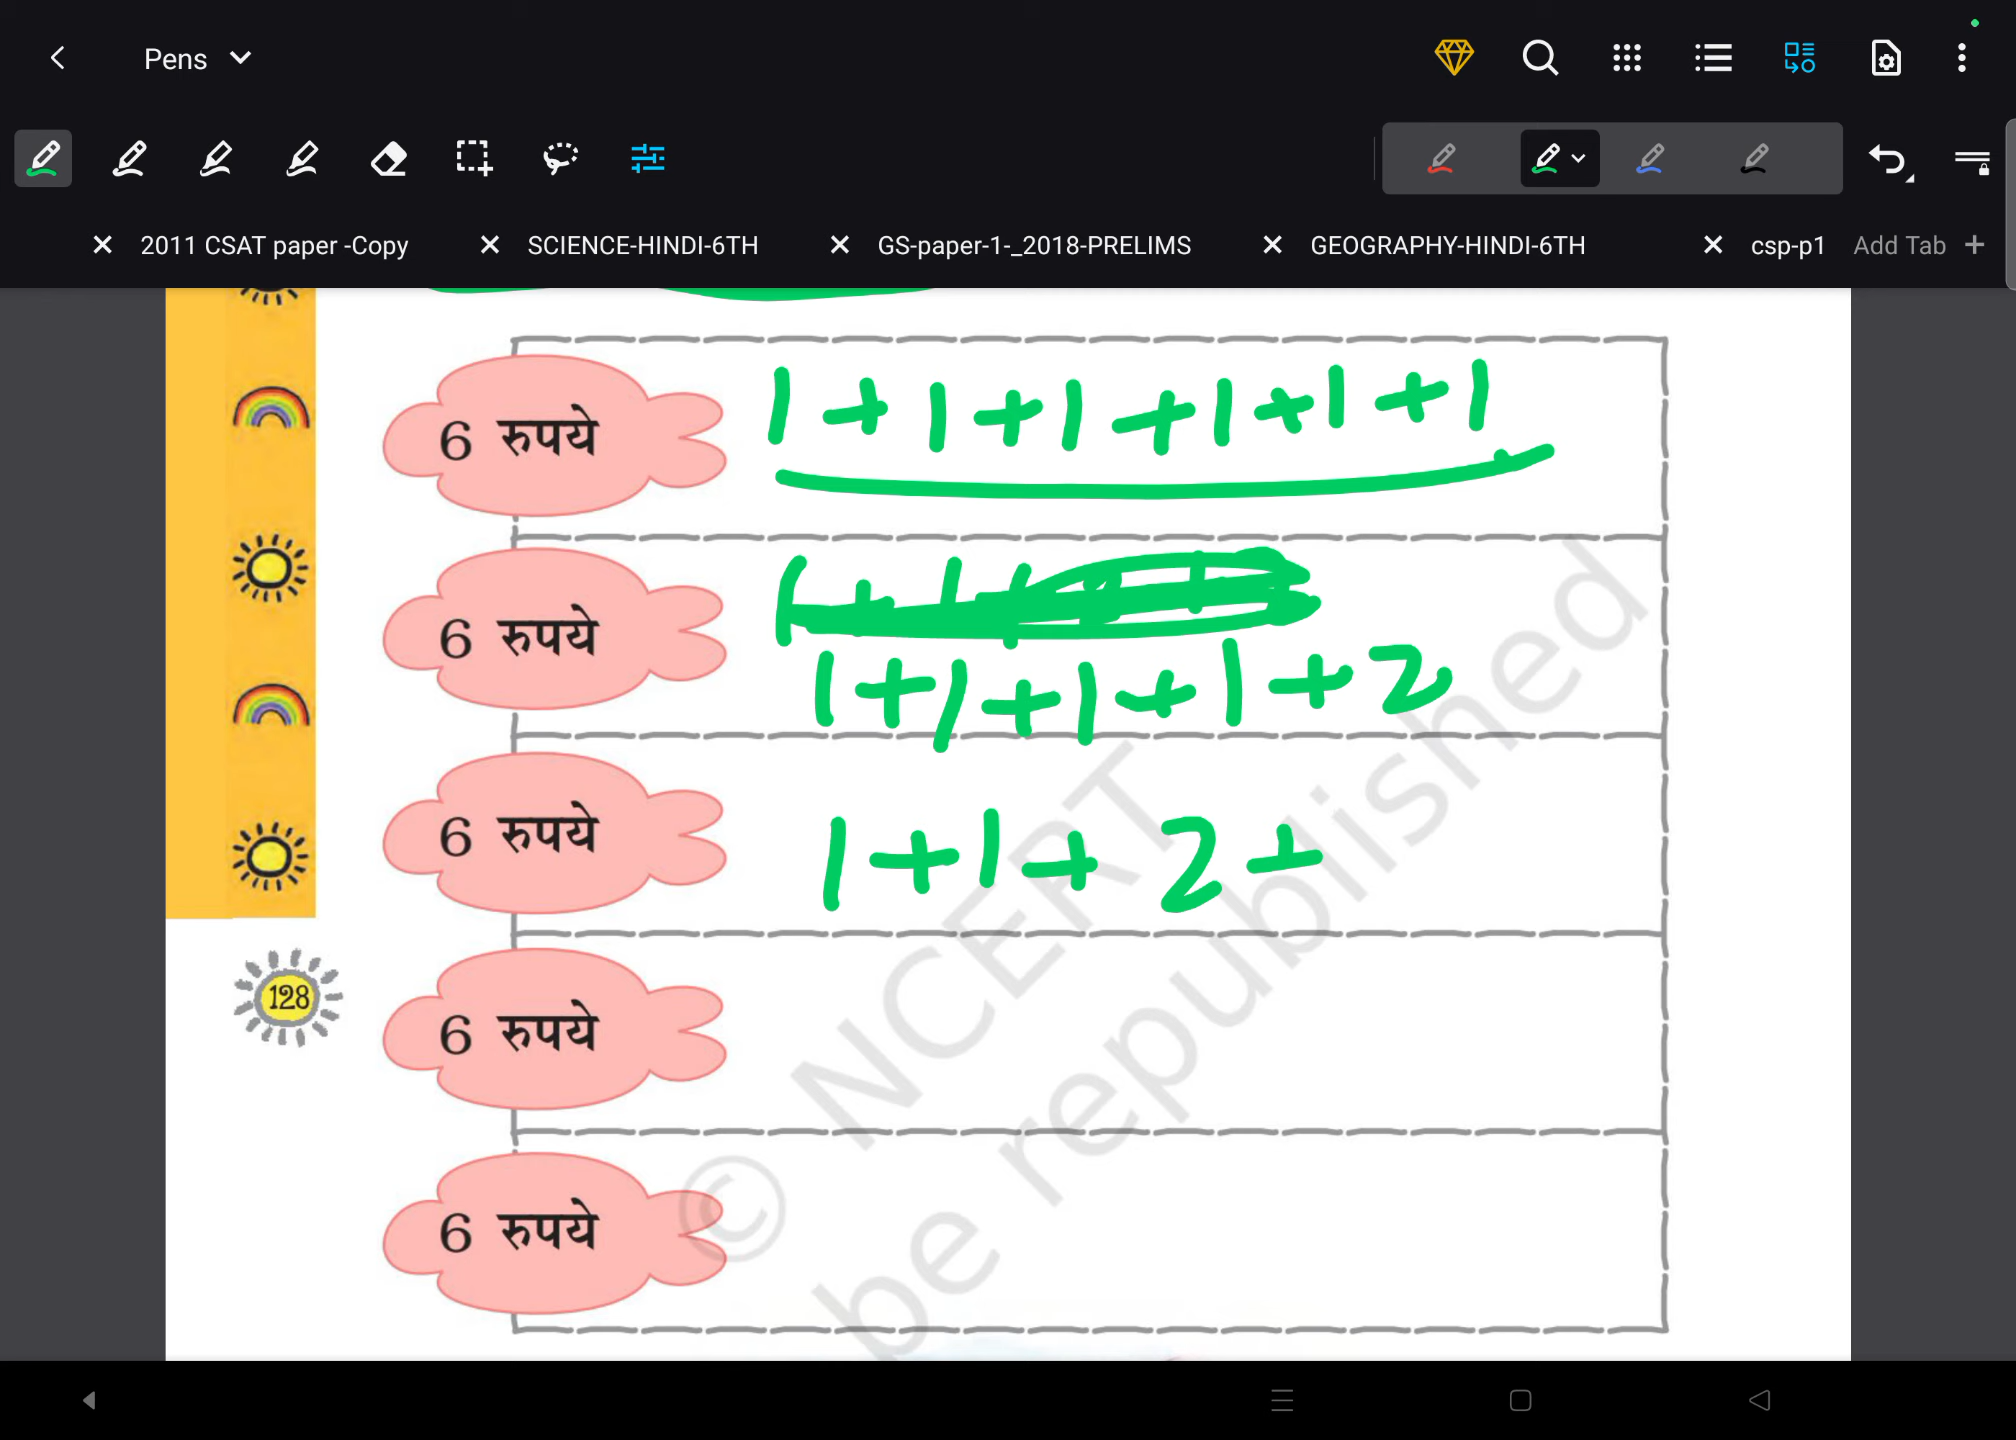 Pens
2011 CSAT paper -Copy SCIENCE-HINDI-6TH GS-paper-1-_2018-PRELIMS GEOGRAPHY-HINDI-6TH csp-p1 Add Tab +
6 रुपये 1+1+1+1+1+1
6 रुपये
1+1+1+1+2
6 रुपये 1+1+2+
128
6 रुपये
6 रुपये
© NCERT
be republished